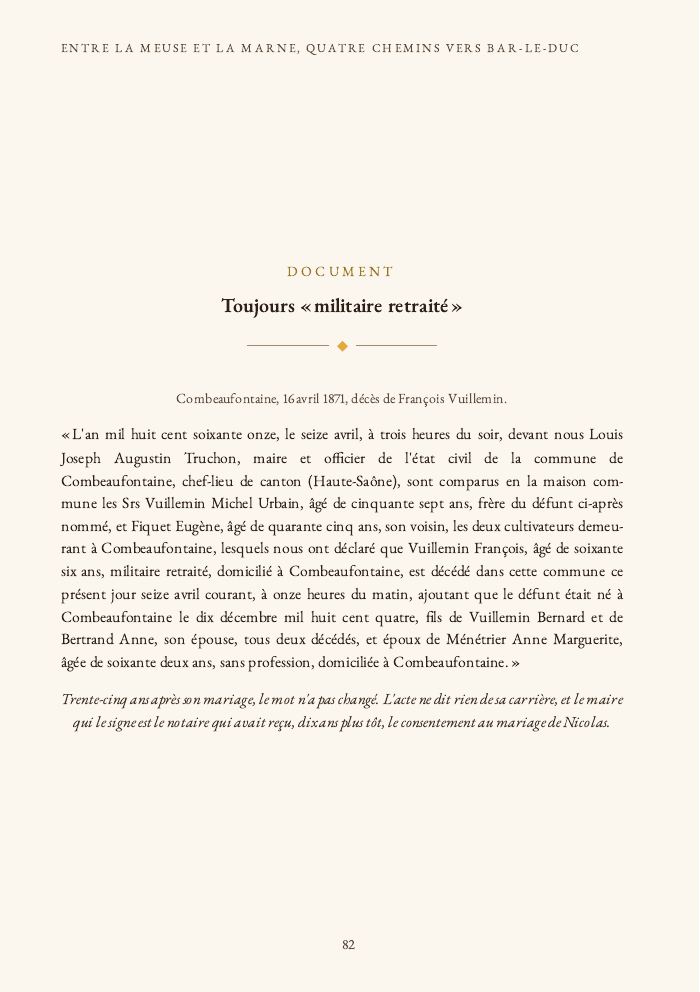 ENTRE LA MEUSE ET LA MARNE, QUATRE CHEMINS VERS BAR-LE-DUC
DOCUMENT
Toujours « militaire retraité »
Combeaufontaine, 16 avril 1871, décès de François Vuillemin.
« L'an mil huit cent soixante onze, le seize avril, à trois heures du soir, devant nous Louis
Joseph Augustin Truchon, maire et officier de l'état civil de la commune de
Combeaufontaine, chef-lieu de canton (Haute-Saône), sont comparus en la maison com-
mune les Srs Vuillemin Michel Urbain, âgé de cinquante sept ans, frère du défunt ci-après
nommé, et Fiquet Eugène, âgé de quarante cinq ans, son voisin, les deux cultivateurs demeu-
rant à Combeaufontaine, lesquels nous ont déclaré que Vuillemin François, âgé de soixante
six ans, militaire retraité, domicilié à Combeaufontaine, est décédé dans cette commune ce
présent jour seize avril courant, à onze heures du matin, ajoutant que le défunt était né à
Combeaufontaine le dix décembre mil huit cent quatre, fils de Vuillemin Bernard et de
Bertrand Anne, son épouse, tous deux décédés, et époux de Ménétrier Anne Marguerite,
âgée de soixante deux ans, sans profession, domiciliée à Combeaufontaine. »
Trente-cinq ans après son mariage, le mot n'a pas changé. L'acte ne dit rien de sa carrière, et le maire
qui le signe est le notaire qui avait reçu, dix ans plus tôt, le consentement au mariage de Nicolas.
82